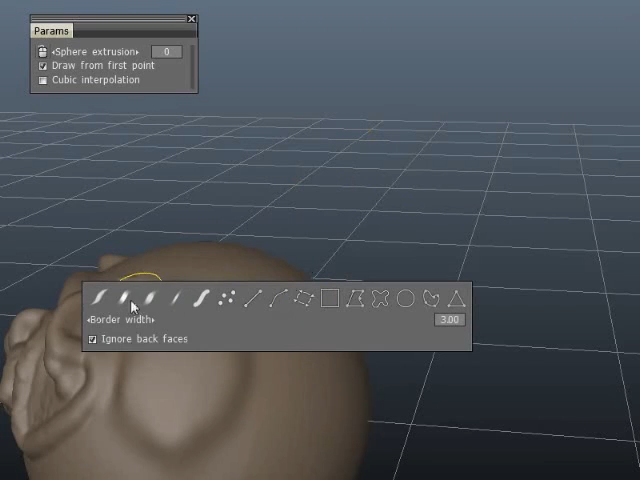 Params
Sphere extrusion 0
Draw from first point
Cubic interpolation
Border width 3.00
Ignore back faces